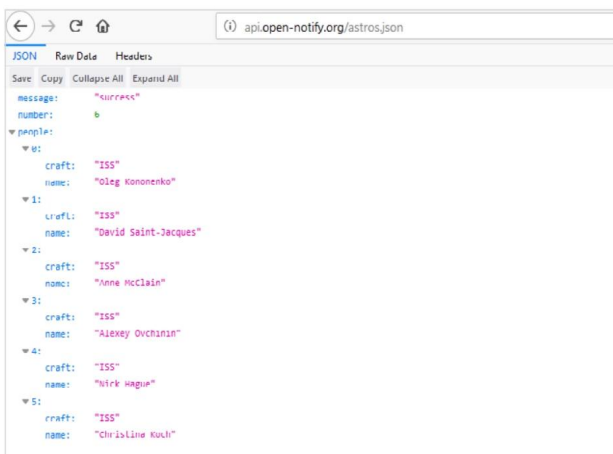 api.open-notify.org/astros.json
JSON Raw Data Headers
Save Copy Collapse All Expand All
message: "success"
number: 6
people:
0:
craft: "ISS"
name: "Oleg Kononenko"
1:
craft: "ISS"
name: "David Saint-Jacques"
2:
craft: "ISS"
name: "Anne McClain"
3:
craft: "ISS"
name: "Alexey Ovchinin"
4:
craft: "ISS"
name: "Nick Hague"
5:
craft: "ISS"
name: "Christina Koch"